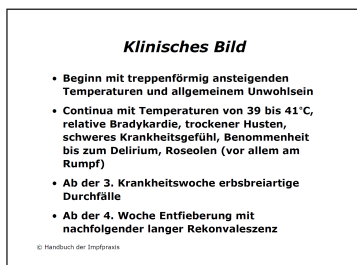 Klinisches Bild
• Beginn mit treppenförmig ansteigenden
Temperaturen und allgemeinem Unwohlsein
• Continua mit Temperaturen von 39 bis 41°C,
relative Bradykardie, trockener Husten,
schweres Krankheitsgefühl, Benommenheit
bis zum Delirium, Roseolen (vor allem am
Rumpf)
• Ab der 3. Krankheitswoche erbsbreiartige
Durchfälle
• Ab der 4. Woche Entfieberung mit
nachfolgender langer Rekonvaleszenz
© Handbuch der Impfpraxis